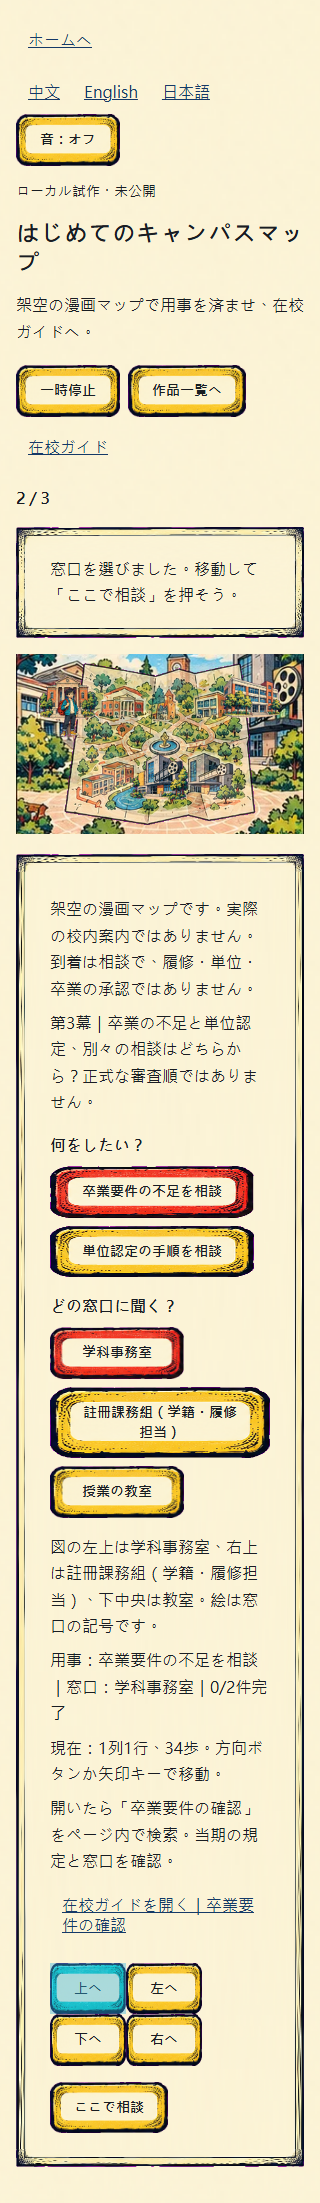 ホームへ
中文 English 日本語
音：オフ
ローカル試作・未公開
はじめてのキャンパスマッ
プ
架空の漫画マップで用事を済ませ、在校
ガイドへ。
一時停止 作品一覧へ
在校ガイド
2 / 3
窓口を選びました。移動して
「ここで相談」を押そう。
架空の漫画マップです。実際
の校内案内ではありません。
到着は相談で、履修・単位・
卒業の承認ではありません。
第3幕｜卒業の不足と単位認
定、別々の相談はどちらか
ら？正式な審査順ではありま
せん。
何をしたい？
卒業要件の不足を相談
単位認定の手順を相談
どの窓口に聞く？
学科事務室
註冊課務組（学籍・履修
担当）
授業の教室
図の左上は学科事務室、右上
は註冊課務組（学籍・履修担
当）、下中央は教室。絵は窓
口の記号です。
用事：卒業要件の不足を相談
｜窓口：学科事務室｜0/2件完
了
現在：1列1行、34歩。方向ボ
タンか矢印キーで移動。
開いたら「卒業要件の確認」
をページ内で検索。当期の規
定と窓口を確認。
在校ガイドを開く｜卒業要
件の確認
上へ 左へ
下へ 右へ
ここで相談